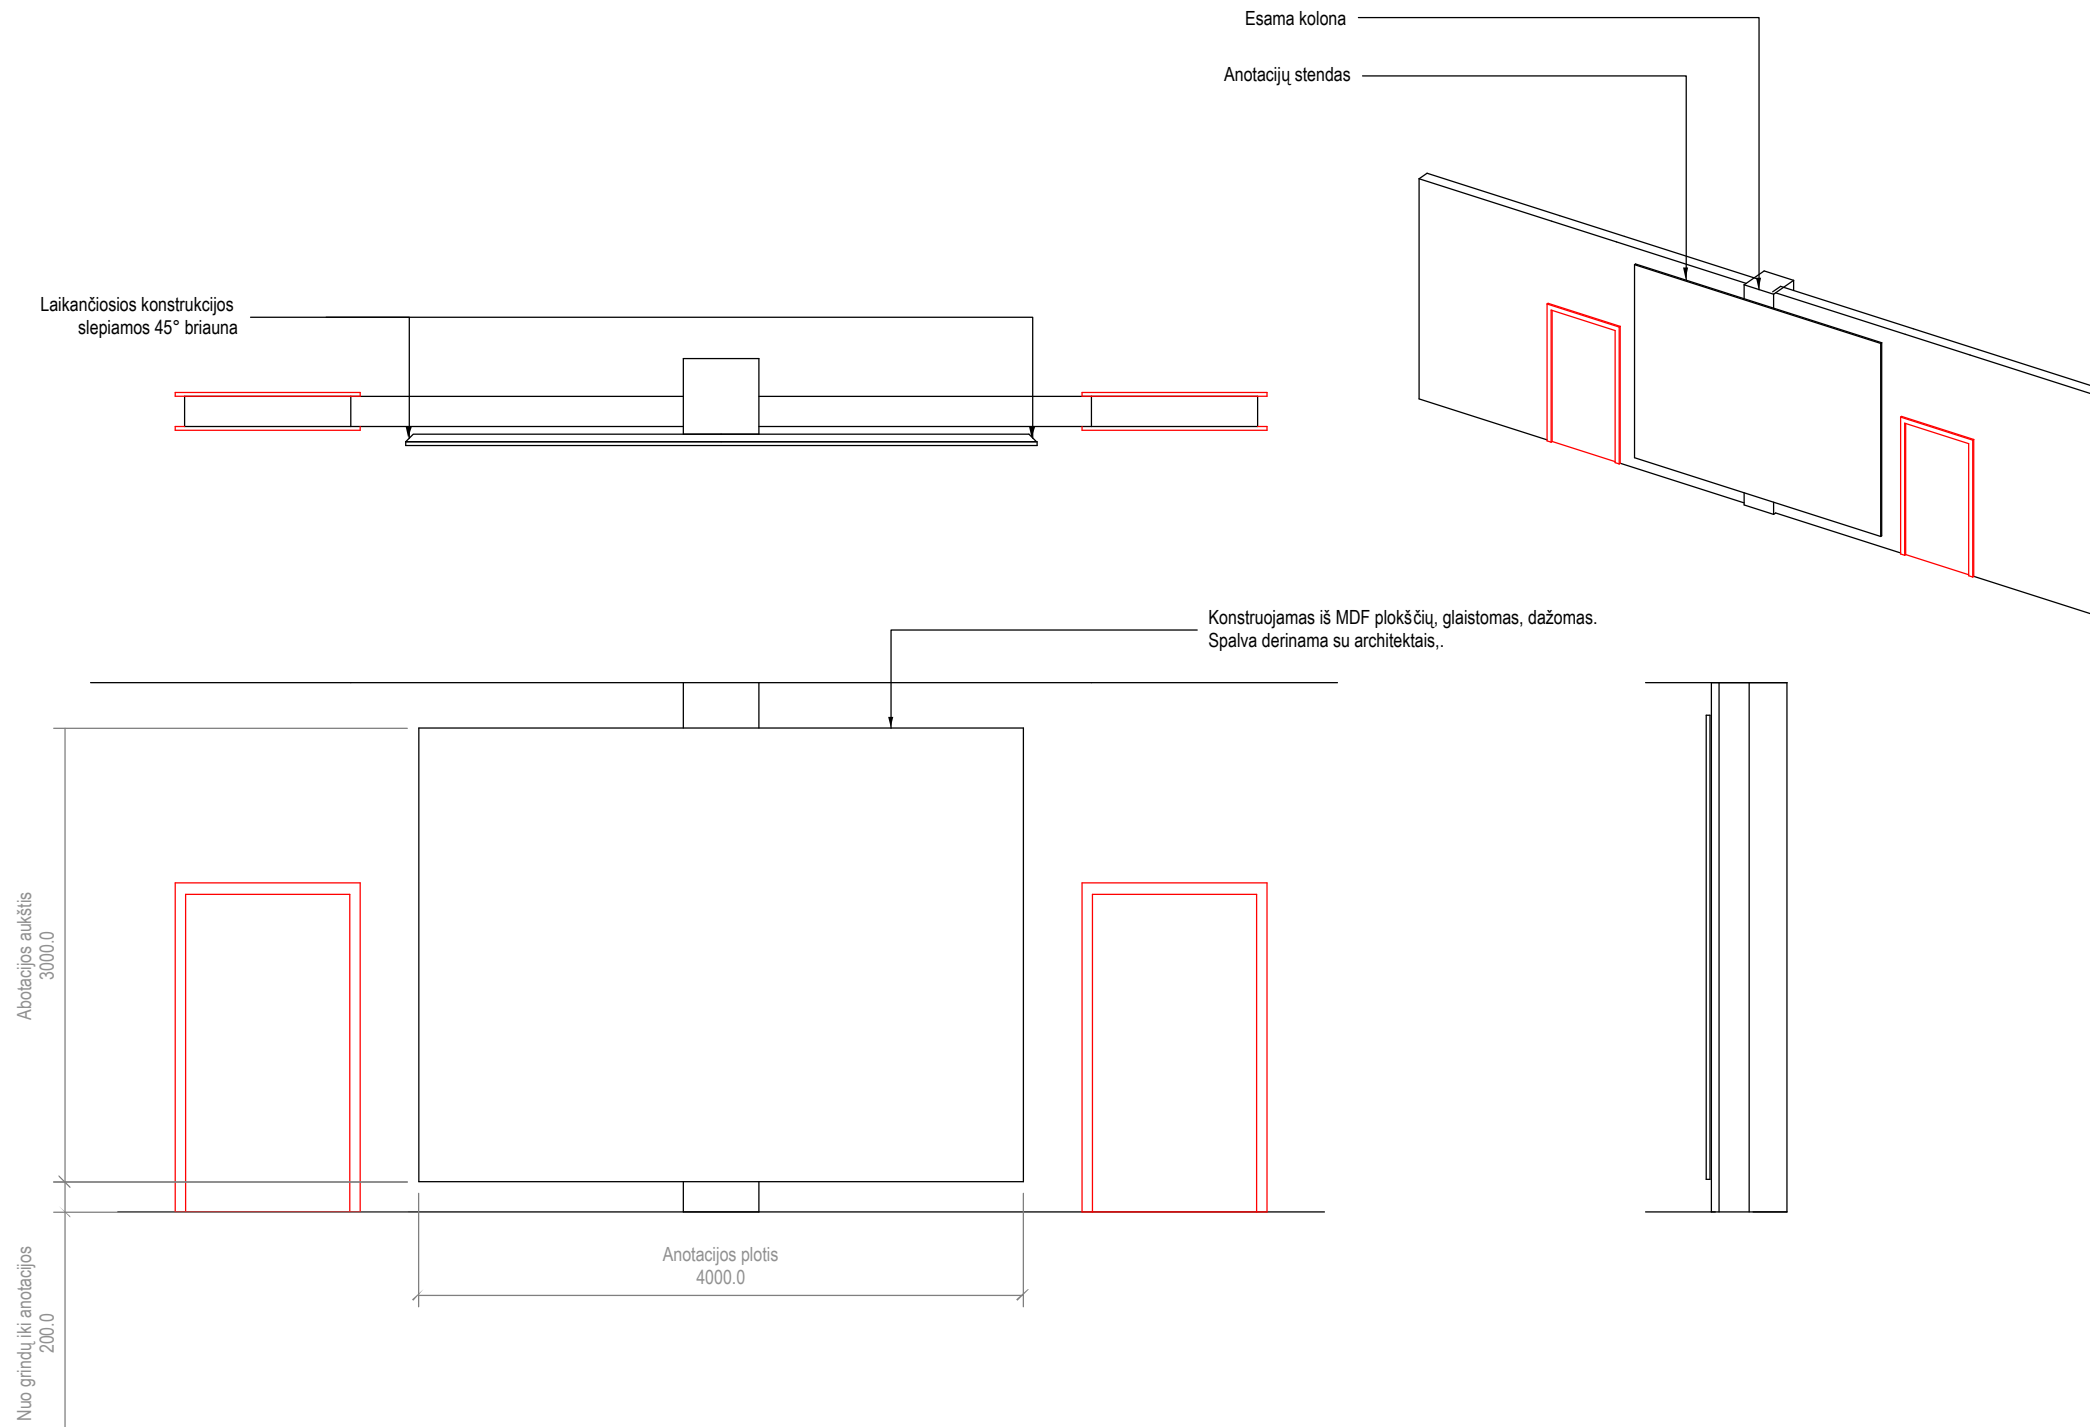 Esama kolona
Anotacijų stendas
Laikančiosios konstrukcijos
slepiamos 45° briauna
Konstruojamas iš MDF plokščių, glaistomas, dažomas.
Spalva derinama su architektais,.
Abotacijos aukštis
3000.0
Anotacijos plotis
4000.0
Nuo grindų iki anotacijos
200.0